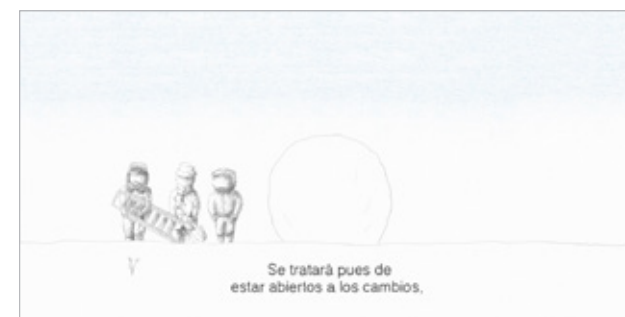 V
Se tratará pues de
estar abiertos a los cambios,